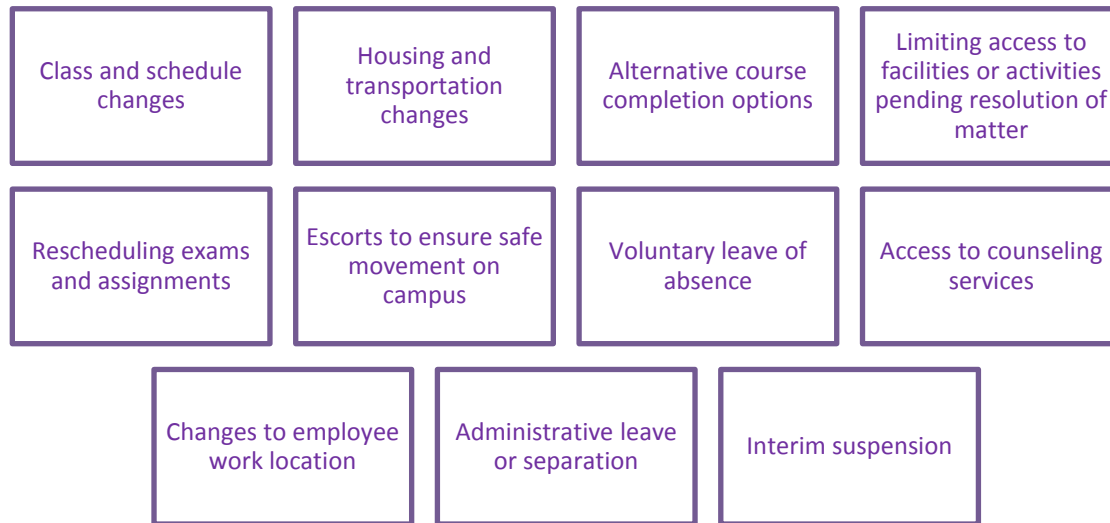 Class and schedule
changes
Housing and
transportation
changes
Alternative course
completion options
Limiting access to
facilities or activities
pending resolution of
matter
Rescheduling exams
and assignments
Escorts to ensure safe
movement on
campus
Voluntary leave of
absence
Access to counseling
services
Changes to employee
work location
Administrative leave
or separation
Interim suspension